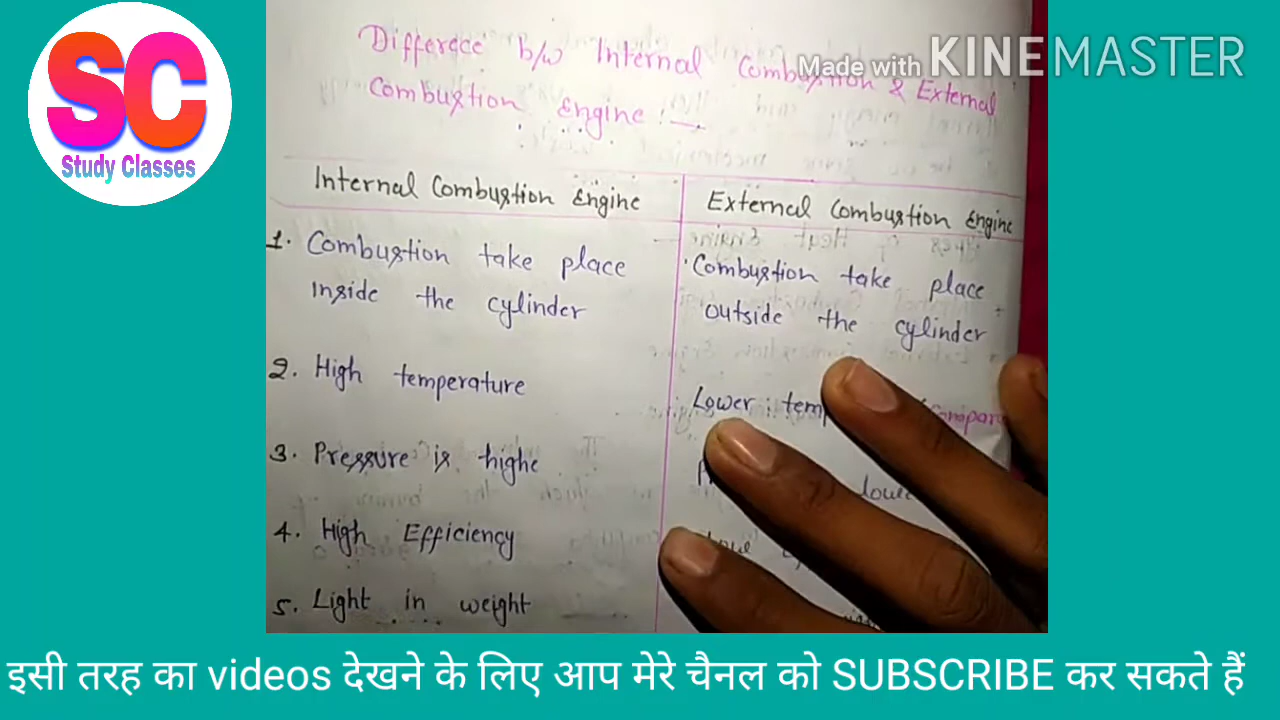 SC
Study Classes
Made with KINEMASTER
Differece b/w Internal Combustion & External
Combustion Engine :—
Internal Combustion Engine
External Combustion Engine
1. Combustion take place
inside the cylinder
Combustion take place
outside the cylinder
2. High temperature
Lower
3. Pressure is highe
4. High Efficiency
5. Light in weight
इसी तरह का videos देखने के लिए आप मेरे चैनल को SUBSCRIBE कर सकते हैं